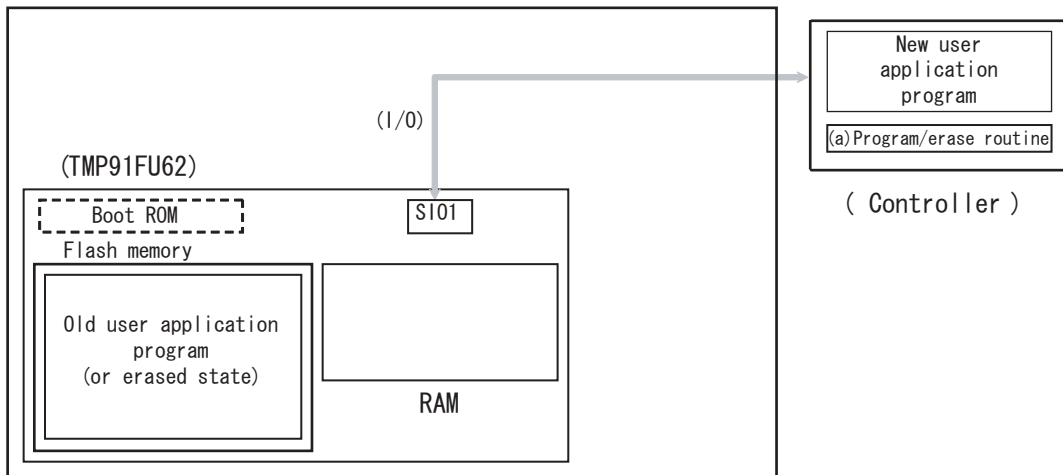 New user
application
program
(I/O)
(a)Program/erase routine
(TMP91FU62)
( Controller )
Boot ROM
SIO1
Flash memory
Old user application
program
(or erased state)
RAM